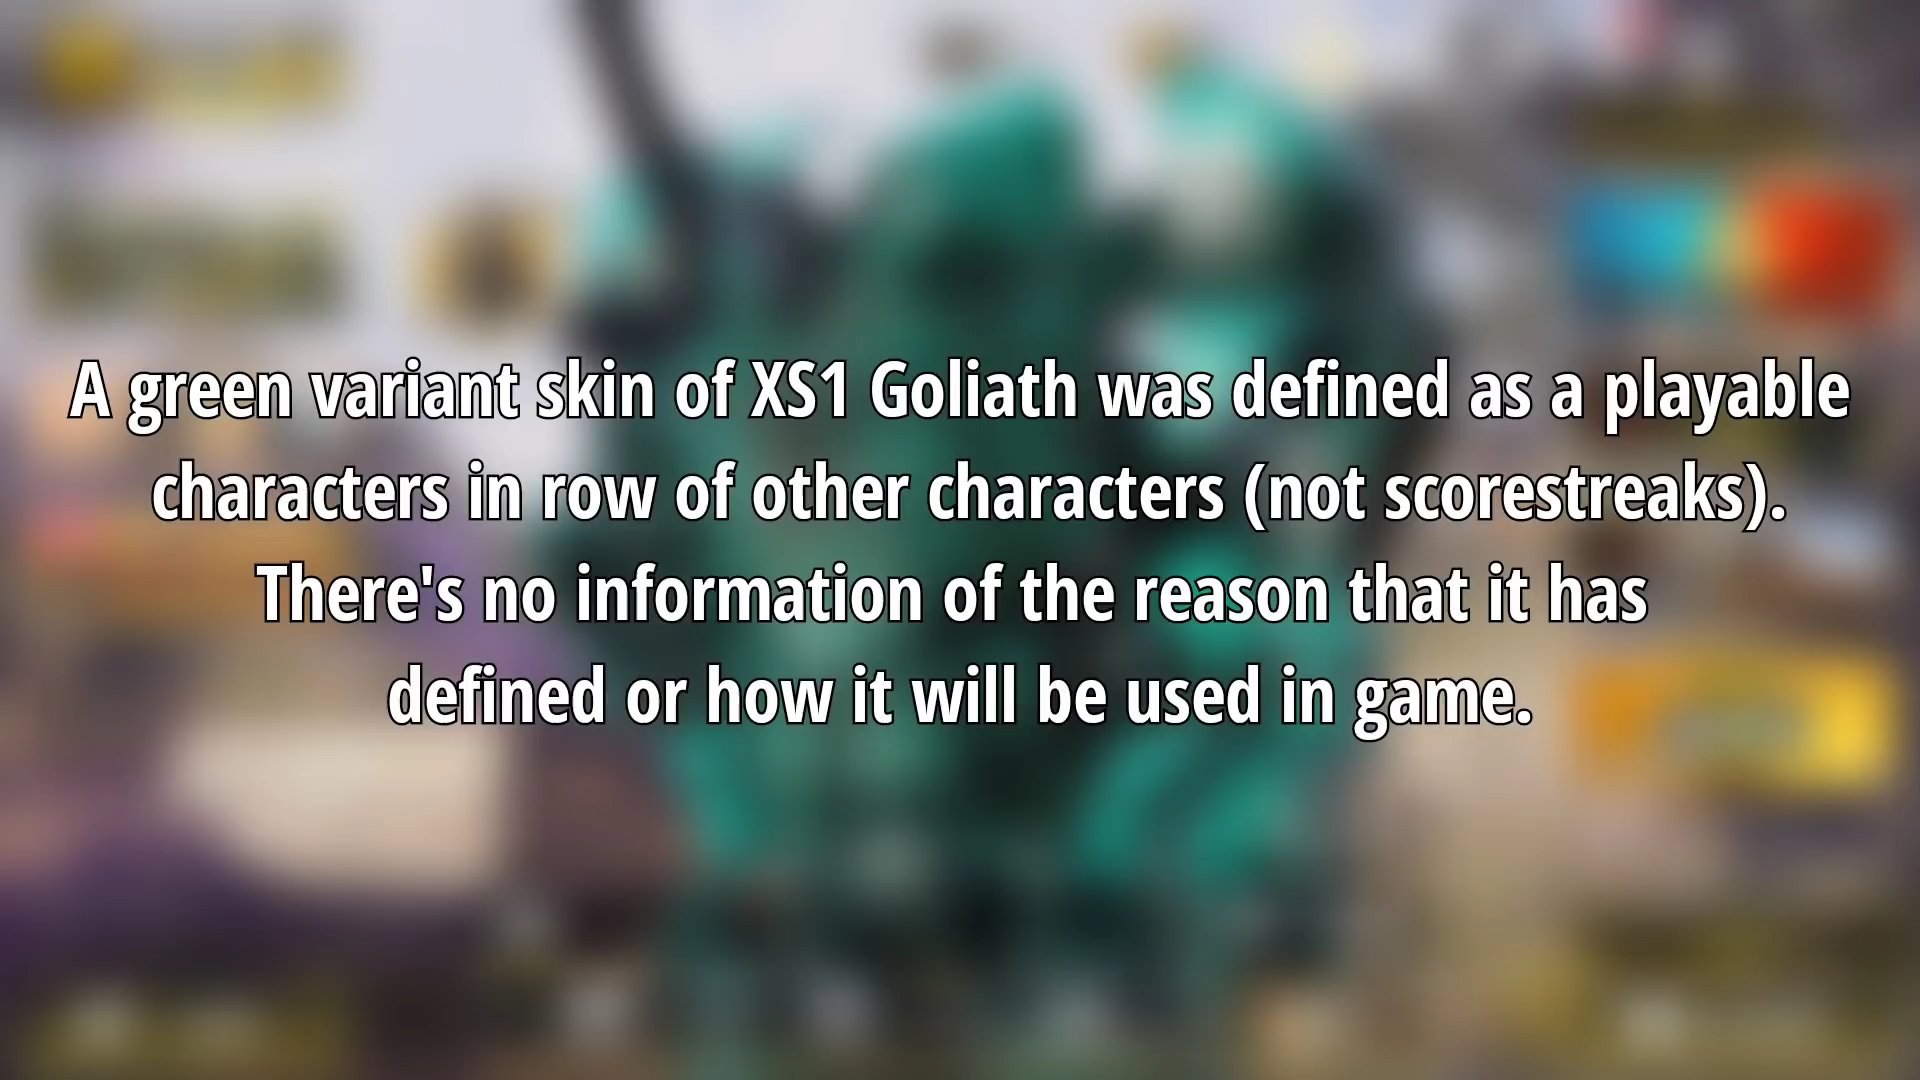 A green variant skin of XS1 Goliath was defined as a playable
characters in row of other characters (not scorestreaks).
There's no information of the reason that it has
defined or how it will be used in game.